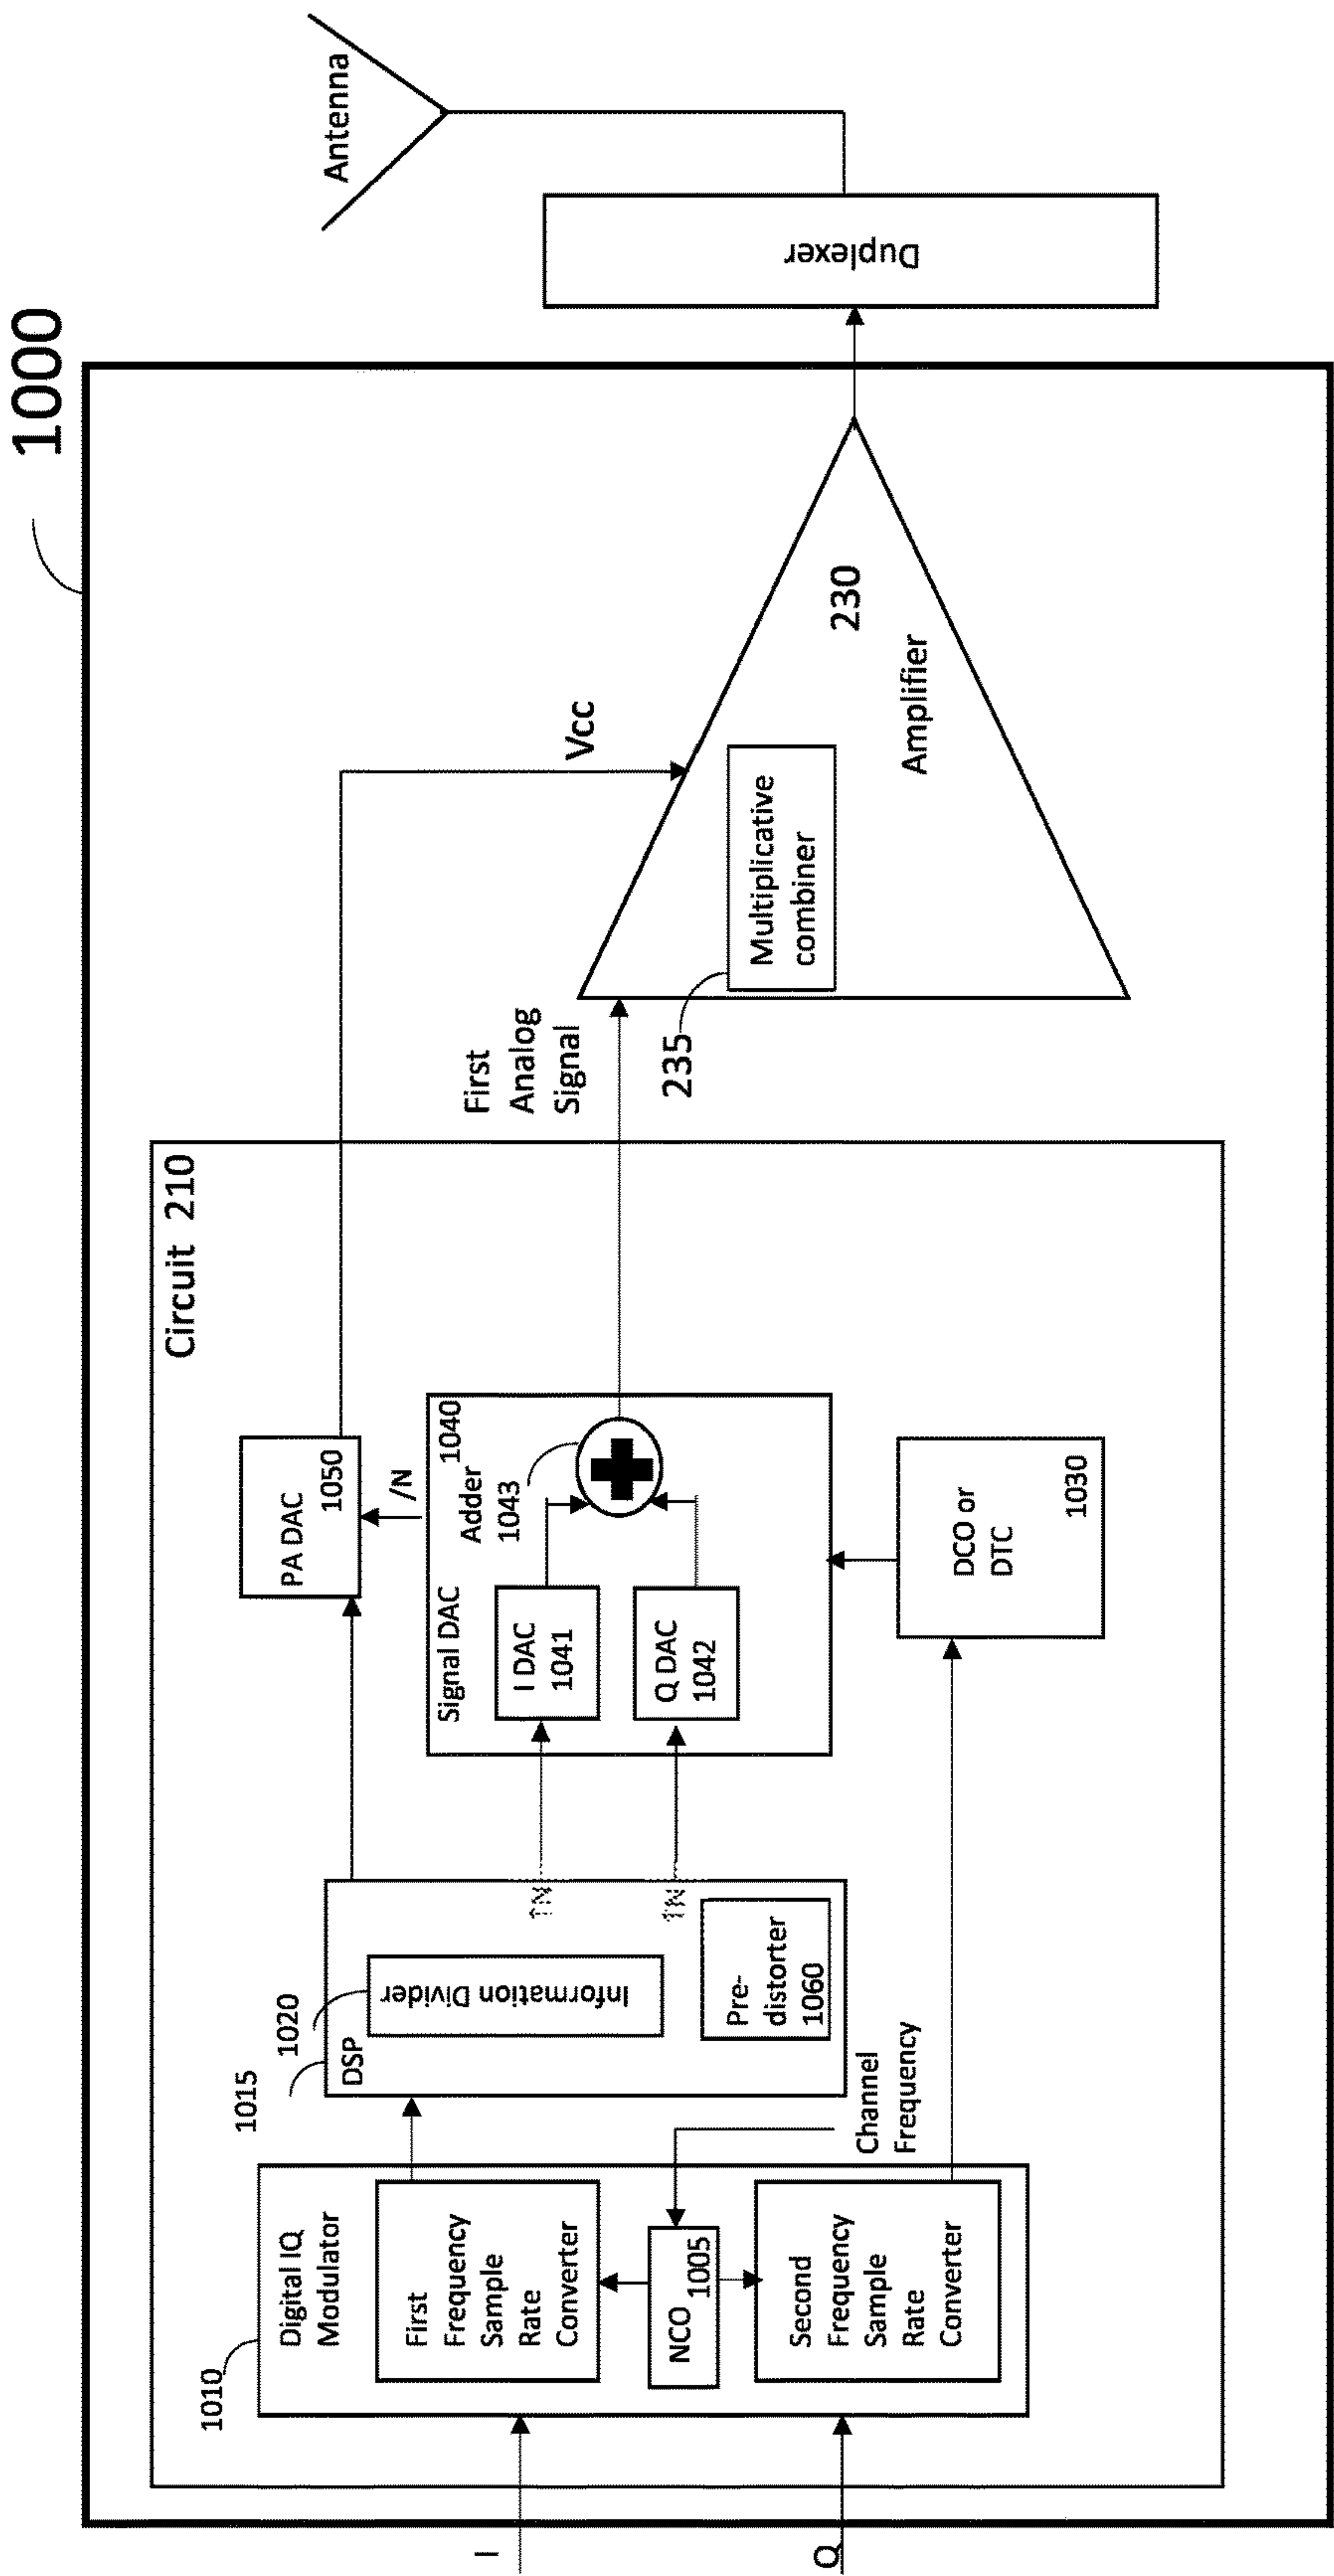 1000
Antenna
Duplexer
Circuit 210
Vcc
230
Amplifier
Multiplicative
combiner
235
First
Analog
Signal
PA DAC
1050
/N
Signal DAC
1040
Adder
1043
I DAC
1041
Q DAC
1042
DCO or
DTC
1030
1015
1020
DSP
Information Divider
↑N
↑N
Pre-
distorter
1060
Channel
Frequency
1010
Digital IQ
Modulator
First
Frequency
Sample
Rate
Converter
NCO
1005
Second
Frequency
Sample
Rate
Converter
I
Q